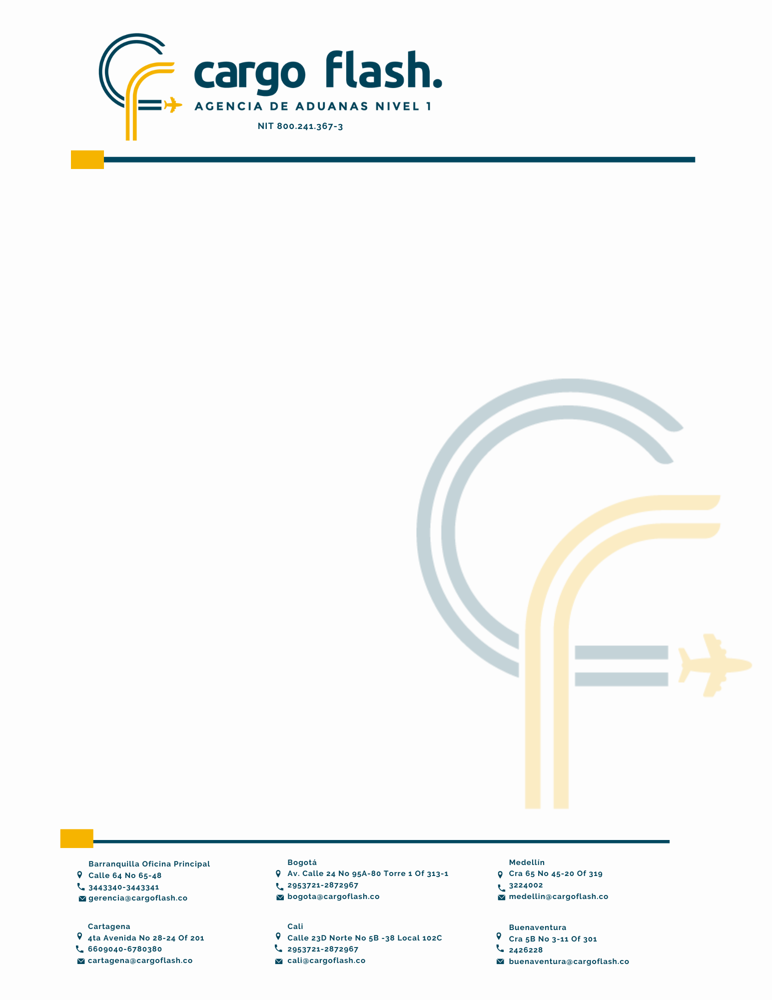 cargo flash.
AGENCIA DE ADUANAS NIVEL 1
NIT 800.241.367-3
Barranquilla Oficina Principal
Calle 64 No 65-48
3443340-3443341
gerencia@cargoflash.co
Bogotá
Av. Calle 24 No 95A-80 Torre 1 Of 313-1
2953721-2872967
bogota@cargoflash.co
Medellín
Cra 65 No 45-20 Of 319
3224002
medellin@cargoflash.co
Cartagena
4ta Avenida No 28-24 Of 201
6609040-6780380
cartagena@cargoflash.co
Cali
Calle 23D Norte No 5B -38 Local 102C
2953721-2872967
cali@cargoflash.co
Buenaventura
Cra 5B No 3-11 Of 301
2426228
buenaventura@cargoflash.co